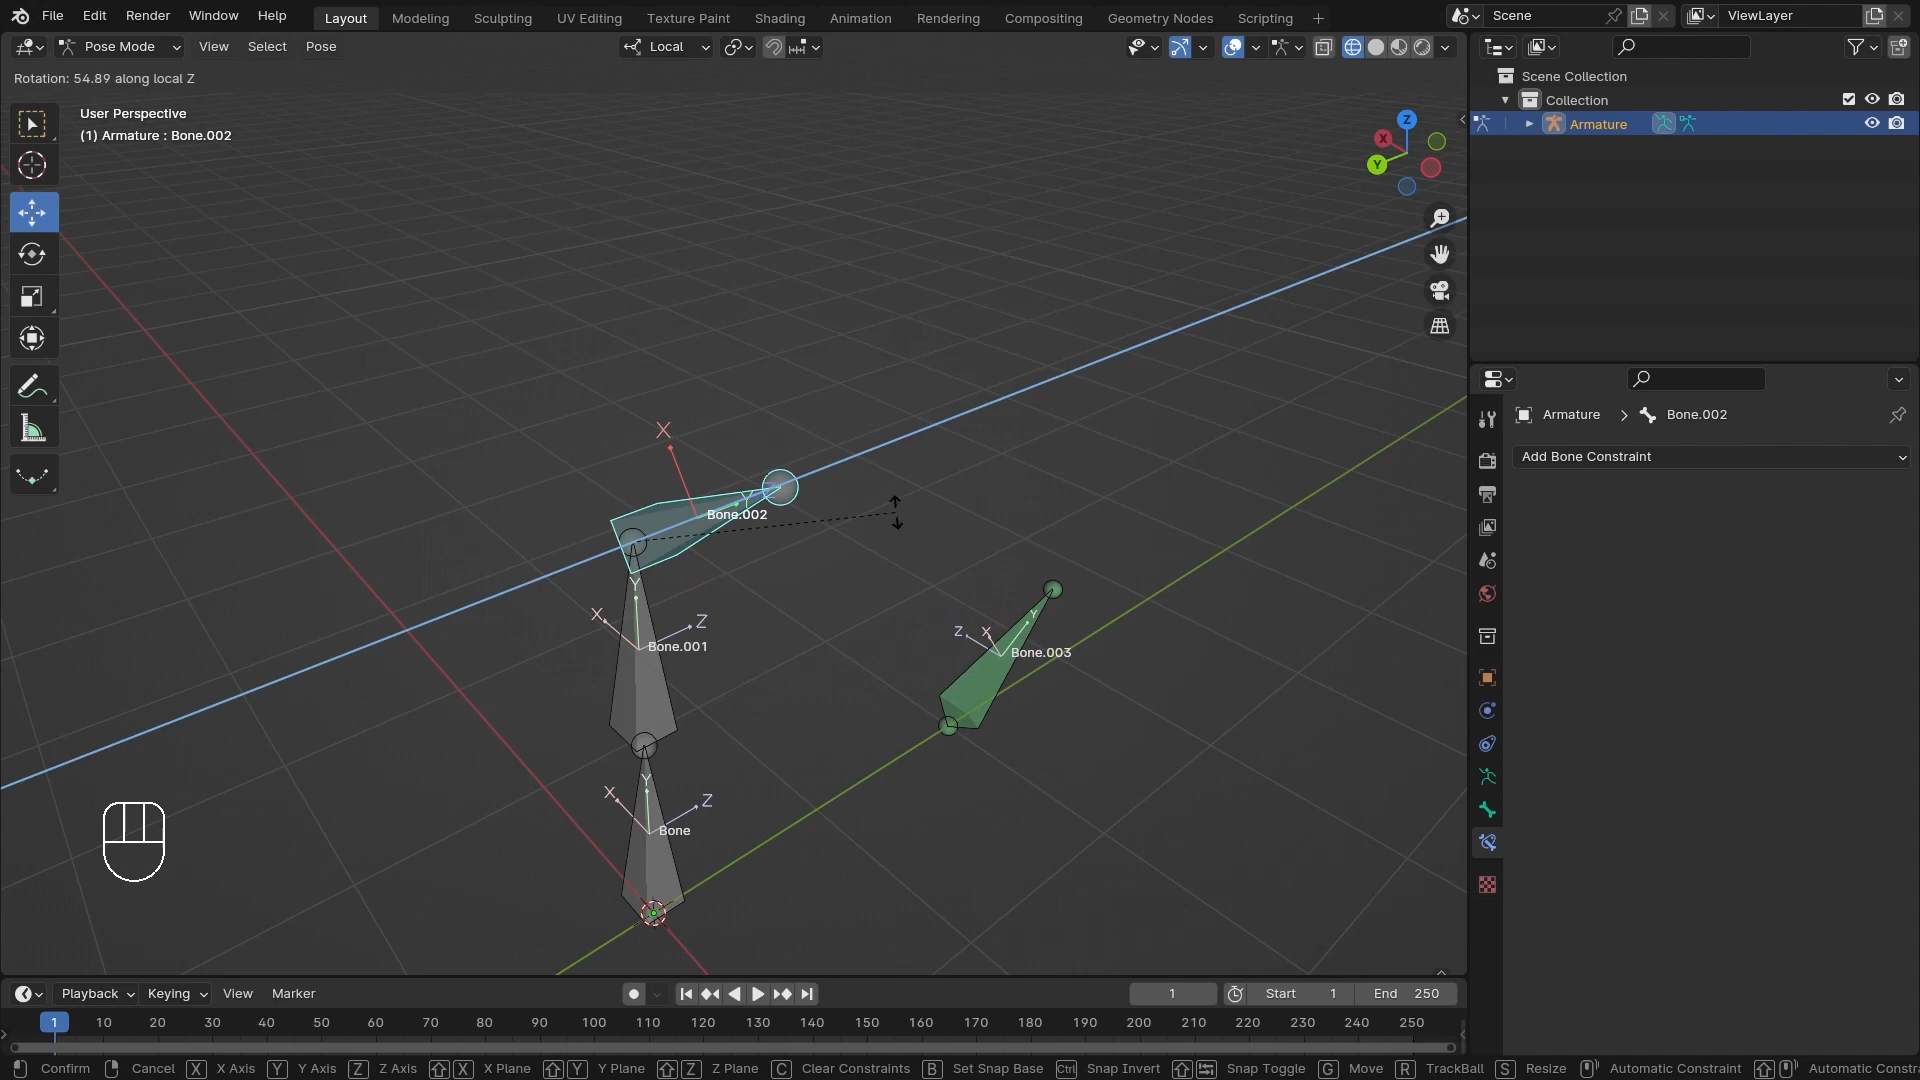 File Edit Render Window Help Layout Modeling Sculpting UV Editing Texture Paint Shading Animation Rendering Compositing Geometry Nodes Scripting + Scene ViewLayer
Pose Mode View Select Pose Local
Rotation: 54.89 along local Z
Scene Collection
Collection
Armature
User Perspective
(1) Armature : Bone.002
Z
X
Y
Armature > Bone.002
Add Bone Constraint
X
Y
Bone.002
Y
X
Z
Bone.001
Y
Z
X
Bone.003
Y
X
Z
Bone
Playback Keying View Marker 1 Start 1 End 250
1 10 20 30 40 50 60 70 80 90 100 110 120 130 140 150 160 170 180 190 200 210 220 230 240 250
Confirm Cancel X X Axis Y Y Axis Z Z Axis X X Plane Y Y Plane Z Z Plane C Clear Constraints B Set Snap Base Ctrl Snap Invert Snap Toggle G Move R TrackBall S Resize Automatic Constraint Automatic Constra